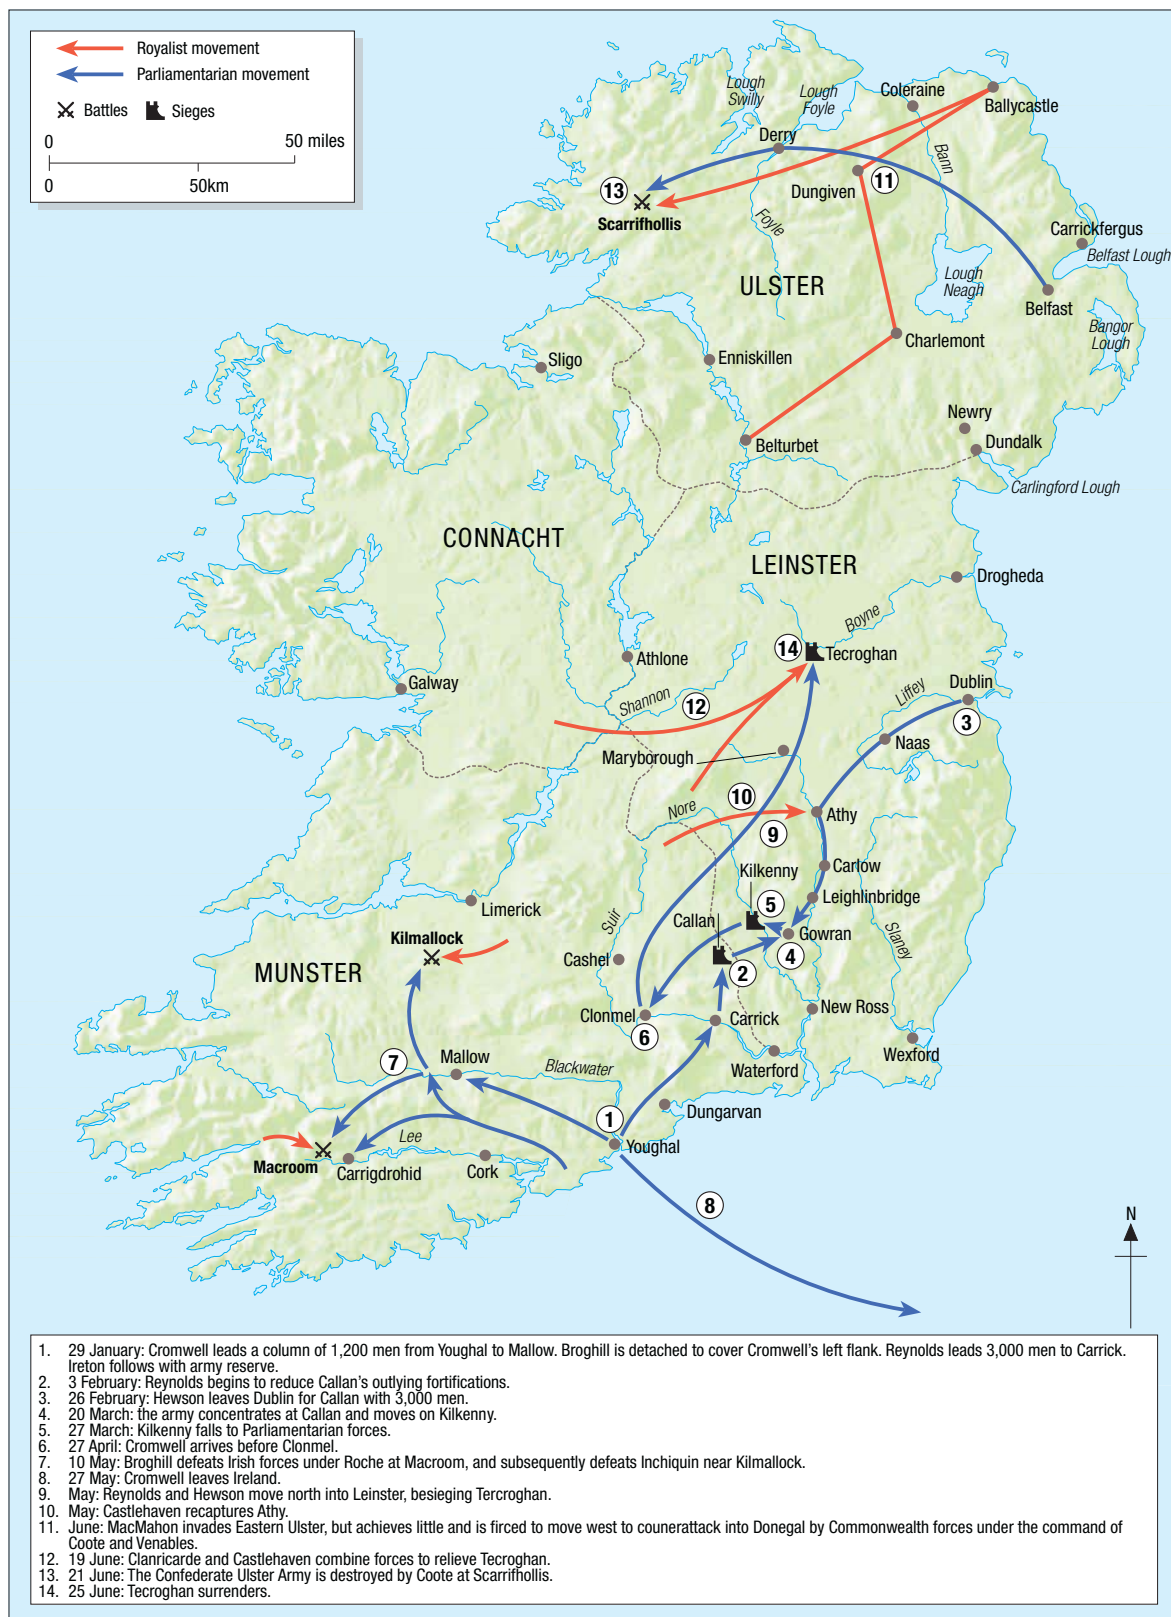 Royalist movement
Parliamentarian movement
Battles
Sieges
0
50 miles
0
50km
Lough
Swilly
Lough
Foyle
Coleraine
Ballycastle
Derry
Bann
Dungiven
11
13
Scarrifhollis
Foyle
Carrickfergus
Belfast Lough
ULSTER
Lough
Neagh
Belfast
Bangor
Lough
Charlemont
Sligo
Enniskillen
Newry
Belturbet
Dundalk
Carlingford Lough
CONNACHT
LEINSTER
Drogheda
Boyne
14
Tecroghan
Athlone
Galway
Shannon
12
Liffey
Dublin
3
Naas
Maryborough
10
Nore
9
Athy
Kilkenny
Carlow
5
Leighlinbridge
Limerick
Suir
Callan
Gowran
Kilmallock
4
Slaney
Cashel
2
MUNSTER
Clonmel
6
Carrick
New Ross
Wexford
7
Mallow
Blackwater
Waterford
1
Dungarvan
Lee
Youghal
Macroom
Carrigdrohid
Cork
8
N
1. 29 January: Cromwell leads a column of 1,200 men from Youghal to Mallow. Broghill is detached to cover Cromwell's left flank. Reynolds leads 3,000 men to Carrick.
Ireton follows with army reserve.
2. 3 February: Reynolds begins to reduce Callan's outlying fortifications.
3. 26 February: Hewson leaves Dublin for Callan with 3,000 men.
4. 20 March: the army concentrates at Callan and moves on Kilkenny.
5. 27 March: Kilkenny falls to Parliamentarian forces.
6. 27 April: Cromwell arrives before Clonmel.
7. 10 May: Broghill defeats Irish forces under Roche at Macroom, and subsequently defeats Inchiquin near Kilmallock.
8. 27 May: Cromwell leaves Ireland.
9. May: Reynolds and Hewson move north into Leinster, besieging Tercroghan.
10. May: Castlehaven recaptures Athy.
11. June: MacMahon invades Eastern Ulster, but achieves little and is firced to move west to counerattack into Donegal by Commonwealth forces under the command of
Coote and Venables.
12. 19 June: Clanricarde and Castlehaven combine forces to relieve Tecroghan.
13. 21 June: The Confederate Ulster Army is destroyed by Coote at Scarrifhollis.
14. 25 June: Tecroghan surrenders.